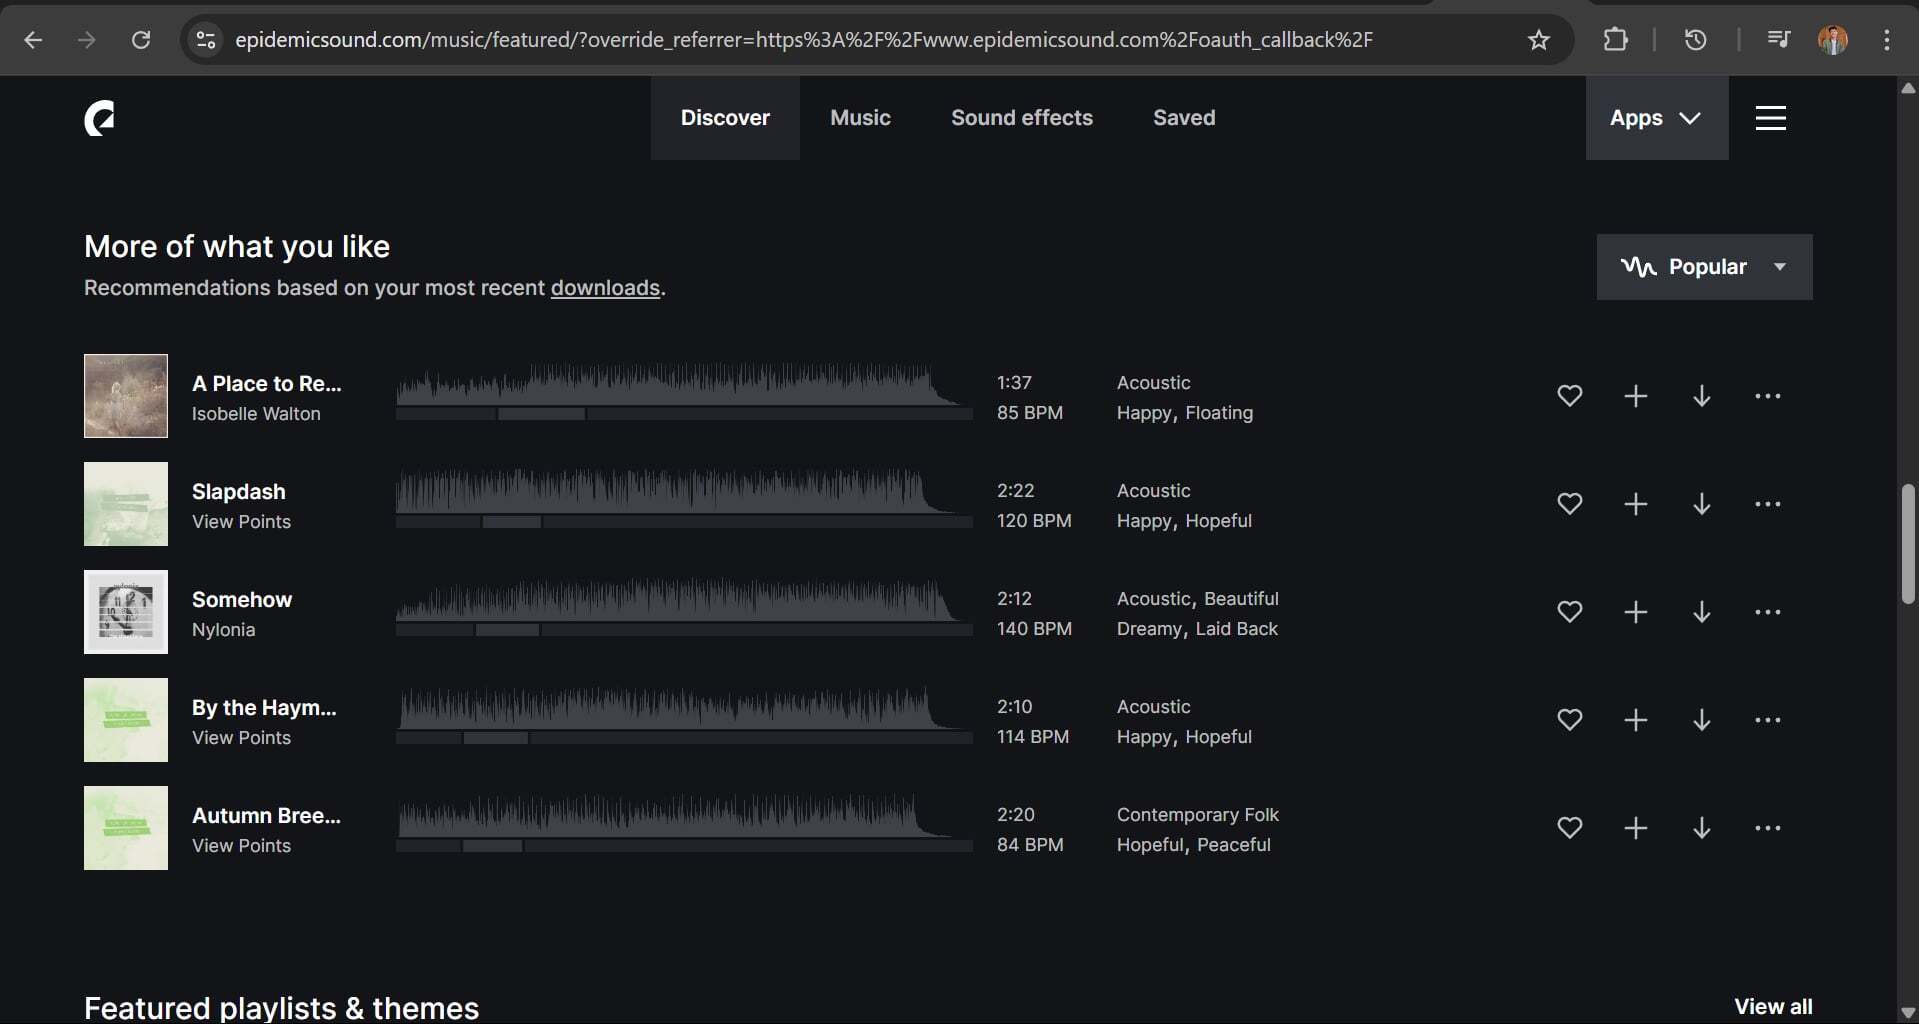 epidemicsound.com/music/featured/?override_referrer=https%3A%2F%2Fwww.epidemicsound.com%2Foauth_callback%2F
Discover
Music
Sound effects
Saved
Apps
More of what you like
Recommendations based on your most recent downloads.
Popular
A Place to Re...
Isobelle Walton
1:37
85 BPM
Acoustic
Happy, Floating
Slapdash
View Points
2:22
120 BPM
Acoustic
Happy, Hopeful
Somehow
Nylonia
2:12
140 BPM
Acoustic, Beautiful
Dreamy, Laid Back
By the Haym...
View Points
2:10
114 BPM
Acoustic
Happy, Hopeful
Autumn Bree...
View Points
2:20
84 BPM
Contemporary Folk
Hopeful, Peaceful
Featured playlists & themes
View all